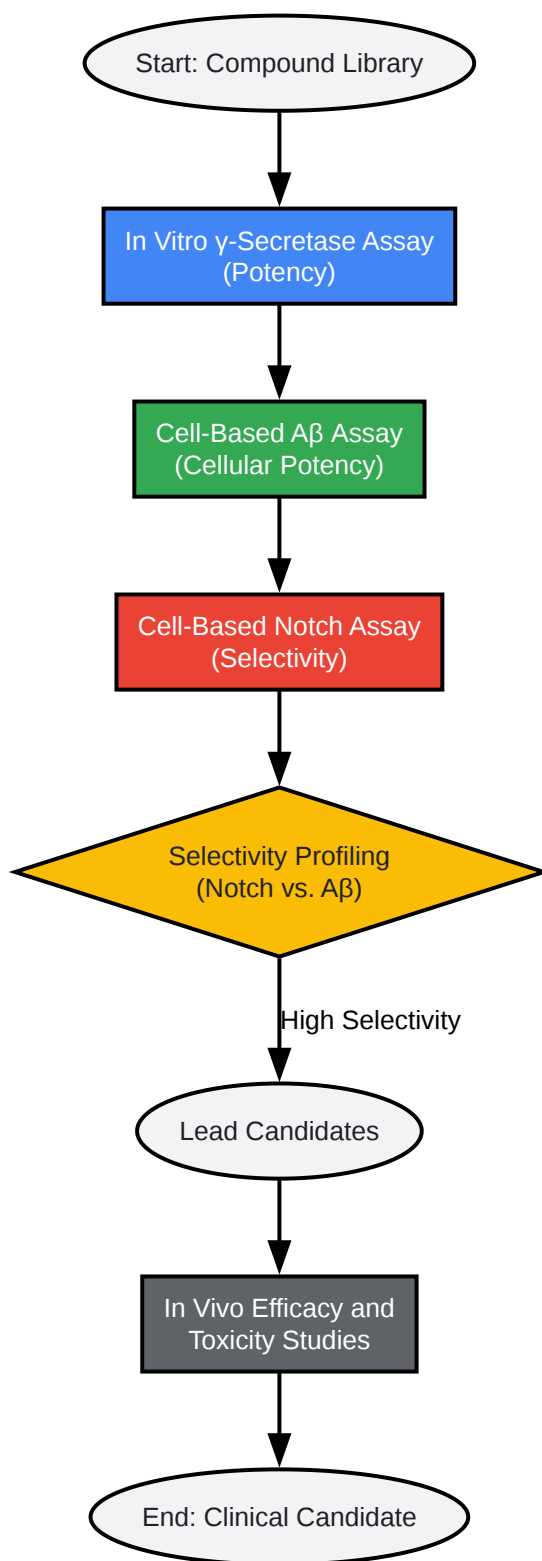 Start: Compound Library
In Vitro γ-Secretase Assay
(Potency)
Cell-Based Aβ Assay
(Cellular Potency)
Cell-Based Notch Assay
(Selectivity)
Selectivity Profiling
(Notch vs. Aβ)
High Selectivity
Lead Candidates
In Vivo Efficacy and
Toxicity Studies
End: Clinical Candidate